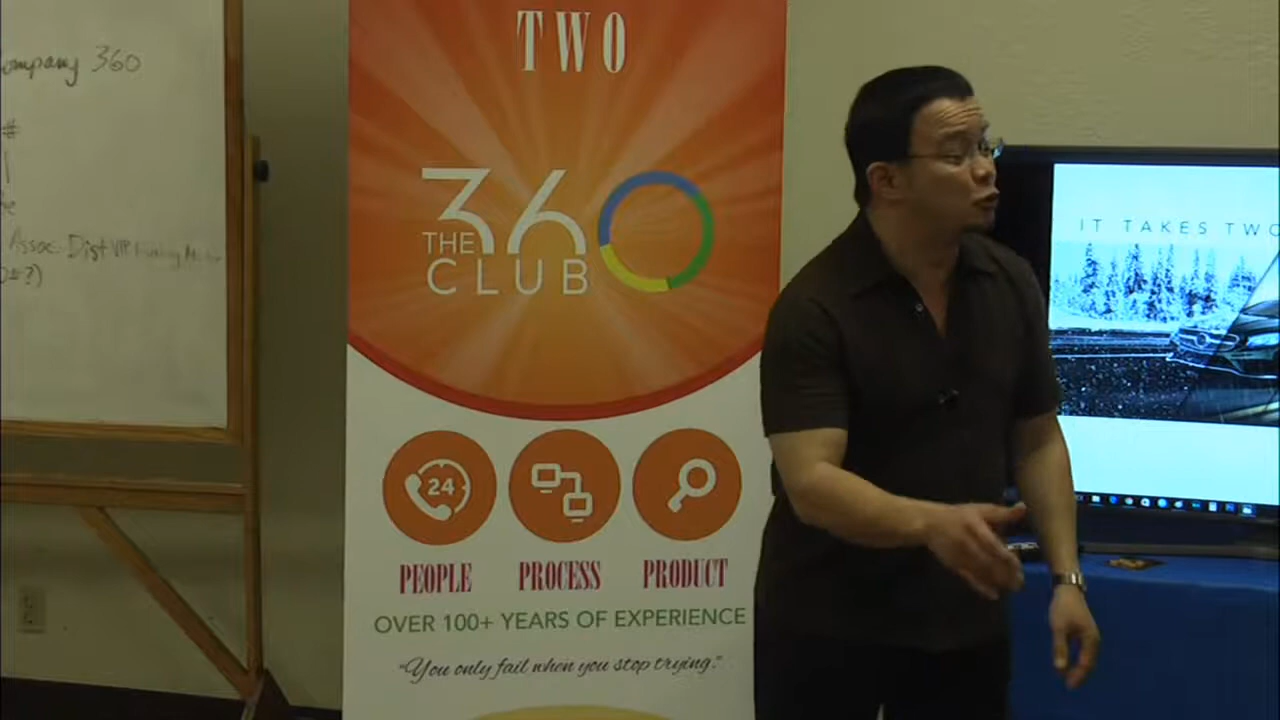 ompany 360
#
Assoc. Dist VIP
TWO
360
THE
CLUB
24
PEOPLE PROCESS PRODUCT
OVER 100+ YEARS OF EXPERIENCE
"You only fail when you stop trying."
IT TAKES TWO